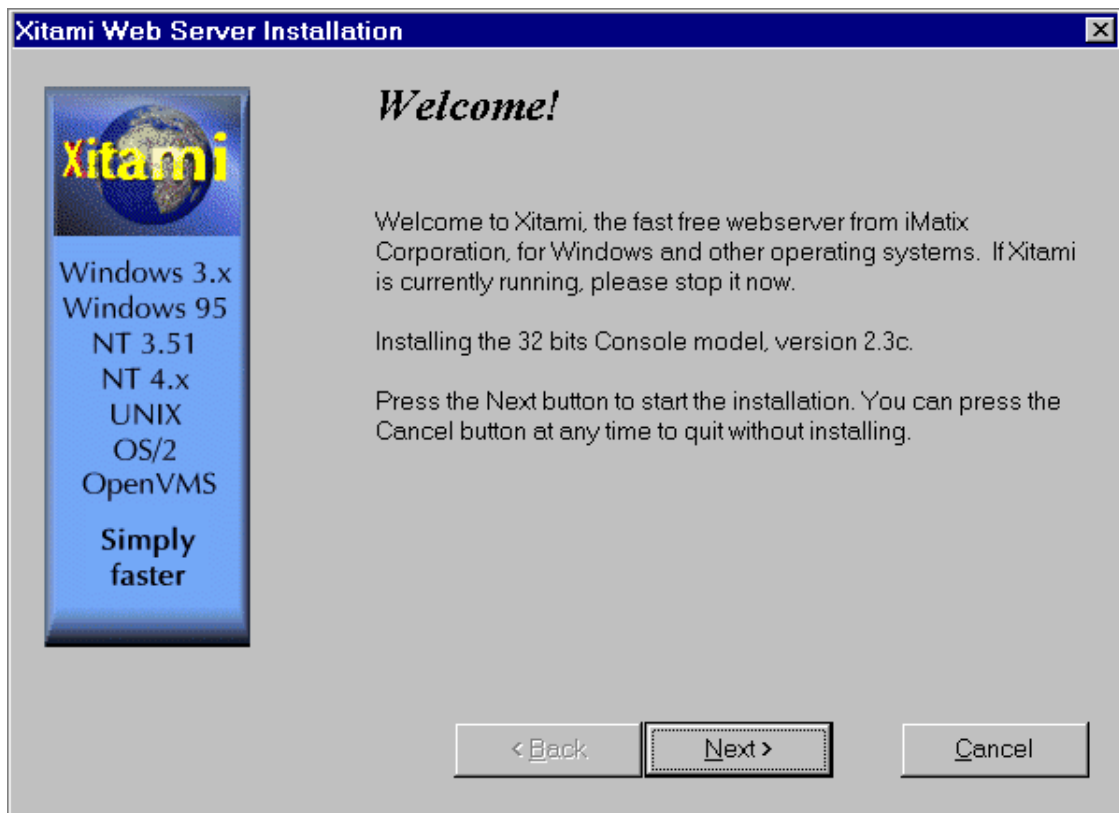 Xitami Web Server Installation
Xitami
Windows 3.x
Windows 95
NT 3.51
NT 4.x
UNIX
OS/2
OpenVMS
Simply
faster
Welcome!
Welcome to Xitami, the fast free webserver from iMatix
Corporation, for Windows and other operating systems.  If Xitami
is currently running, please stop it now.
Installing the 32 bits Console model, version 2.3c.
Press the Next button to start the installation. You can press the
Cancel button at any time to quit without installing.
< Back
Next >
Cancel